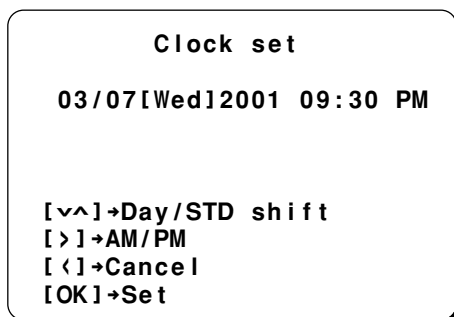 Clock set
03/07[Wed]2001 09:30 PM
[˅˄]→Day/STD shift
[>]→AM/PM
[<]→Cancel
[OK]→Set